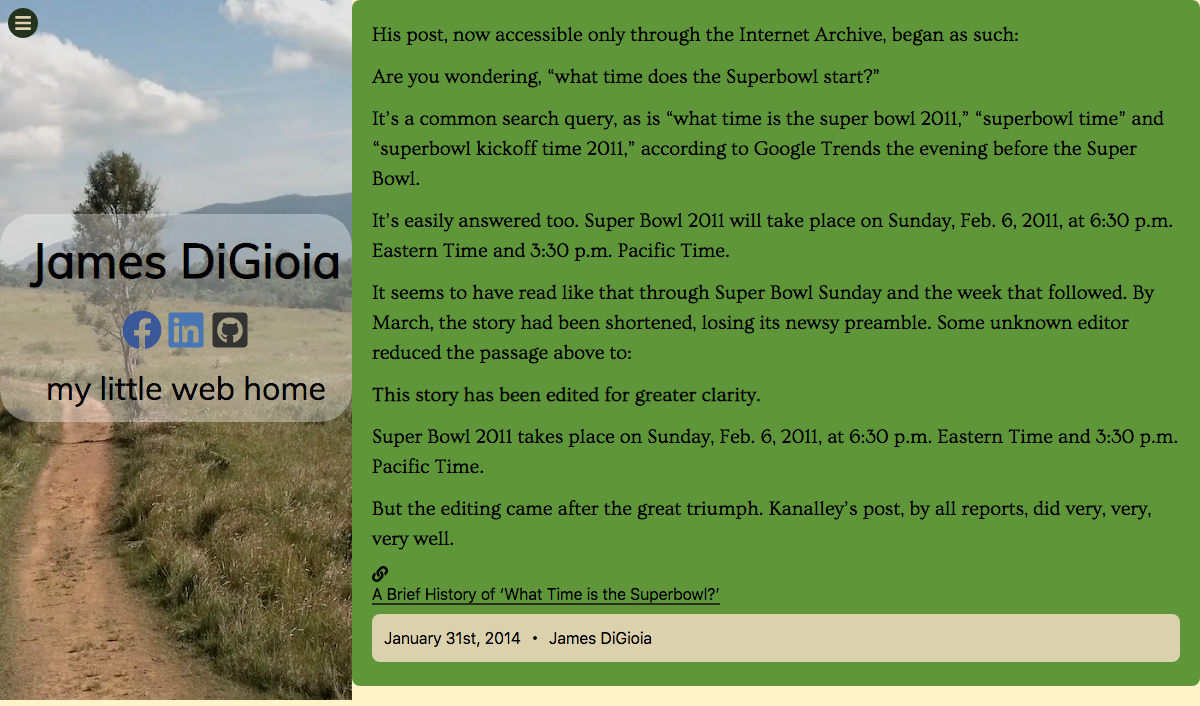 James DiGioia
my little web home
His post, now accessible only through the Internet Archive, began as such:
Are you wondering, “what time does the Superbowl start?”
It’s a common search query, as is “what time is the super bowl 2011,” “superbowl time” and
“superbowl kickoff time 2011,” according to Google Trends the evening before the Super
Bowl.
It’s easily answered too. Super Bowl 2011 will take place on Sunday, Feb. 6, 2011, at 6:30 p.m.
Eastern Time and 3:30 p.m. Pacific Time.
It seems to have read like that through Super Bowl Sunday and the week that followed. By
March, the story had been shortened, losing its newsy preamble. Some unknown editor
reduced the passage above to:
This story has been edited for greater clarity.
Super Bowl 2011 takes place on Sunday, Feb. 6, 2011, at 6:30 p.m. Eastern Time and 3:30 p.m.
Pacific Time.
But the editing came after the great triumph. Kanalley’s post, by all reports, did very, very,
very well.
A Brief History of ‘What Time is the Superbowl?’
January 31st, 2014 • James DiGioia